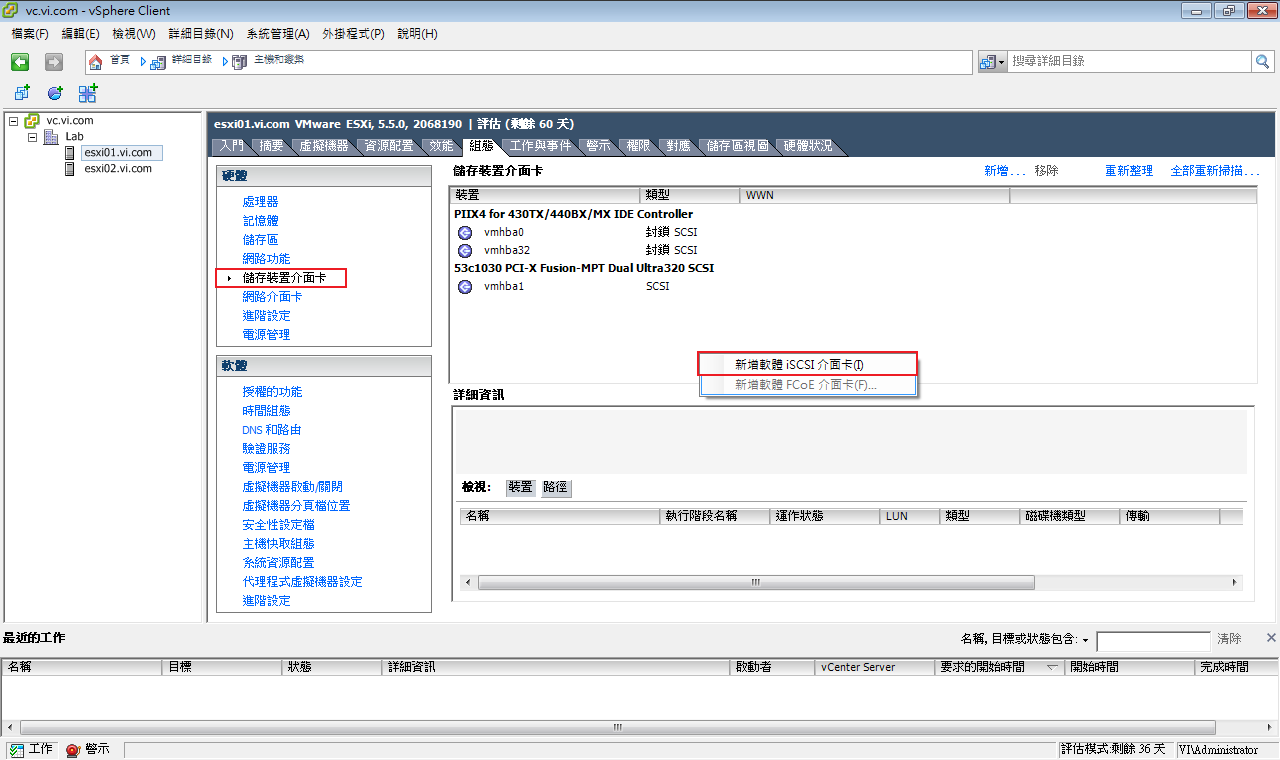 vc.vi.com - vSphere Client
檔案(F) 編輯(E) 檢視(W) 詳細目錄(N) 系統管理(A) 外掛程式(P) 說明(H)
首頁 詳細目錄 主機和叢集 搜尋詳細目錄
vc.vi.com
Lab
esxi01.vi.com
esxi02.vi.com
esxi01.vi.com VMware ESXi, 5.5.0, 2068190 | 評估 (剩餘 60 天)
入門 摘要 虛擬機器 資源配置 效能 組態 工作與事件 警示 權限 對應 儲存區視圖 硬體狀況
硬體
處理器
記憶體
儲存區
網路功能
儲存裝置介面卡
網路介面卡
進階設定
電源管理
軟體
授權的功能
時間組態
DNS 和路由
驗證服務
電源管理
虛擬機器啟動/關閉
虛擬機器分頁檔位置
安全性設定檔
主機快取組態
系統資源配置
代理程式虛擬機器設定
進階設定
儲存裝置介面卡 新增... 移除 重新整理 全部重新掃描...
裝置 類型 WWN
PIIX4 for 430TX/440BX/MX IDE Controller
vmhba0 封鎖 SCSI
vmhba32 封鎖 SCSI
53c1030 PCI-X Fusion-MPT Dual Ultra320 SCSI
vmhba1 SCSI
新增軟體 iSCSI 介面卡(I)
新增軟體 FCoE 介面卡(F)...
詳細資訊
檢視: 裝置 路徑
名稱 執行階段名稱 運作狀態 LUN 類型 磁碟機類型 傳輸
最近的工作 名稱, 目標或狀態包含: 清除
名稱 目標 狀態 詳細資訊 啟動者 vCenter Server 要求的開始時間 開始時間 完成時間
工作 警示 評估模式:剩餘 36 天 VI\Administrator